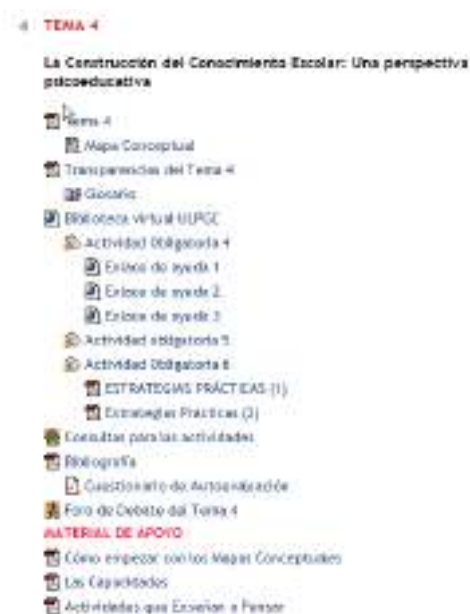 4 TEMA 4
La Construcción del Conocimiento Escolar: Una perspectiva
psicoeducativa
Tema 4
Mapa Conceptual
Transparencias del Tema 4
Glosario
Biblioteca virtual ULPGC
Actividad Obligatoria 4
Enlace de ayuda 1
Enlace de ayuda 2
Enlace de ayuda 3
Actividad obligatoria 5
Actividad Obligatoria 6
ESTRATEGIAS PRÁCTICAS (1)
Estrategias Prácticas (2)
Consultas para las actividades
Bibliografía
Cuestionario de Autoevaluación
Foro de Debate del Tema 4
MATERIAL DE APOYO
Cómo empezar con los Mapas Conceptuales
Las Capacidades
Actividades que Enseñan a Pensar